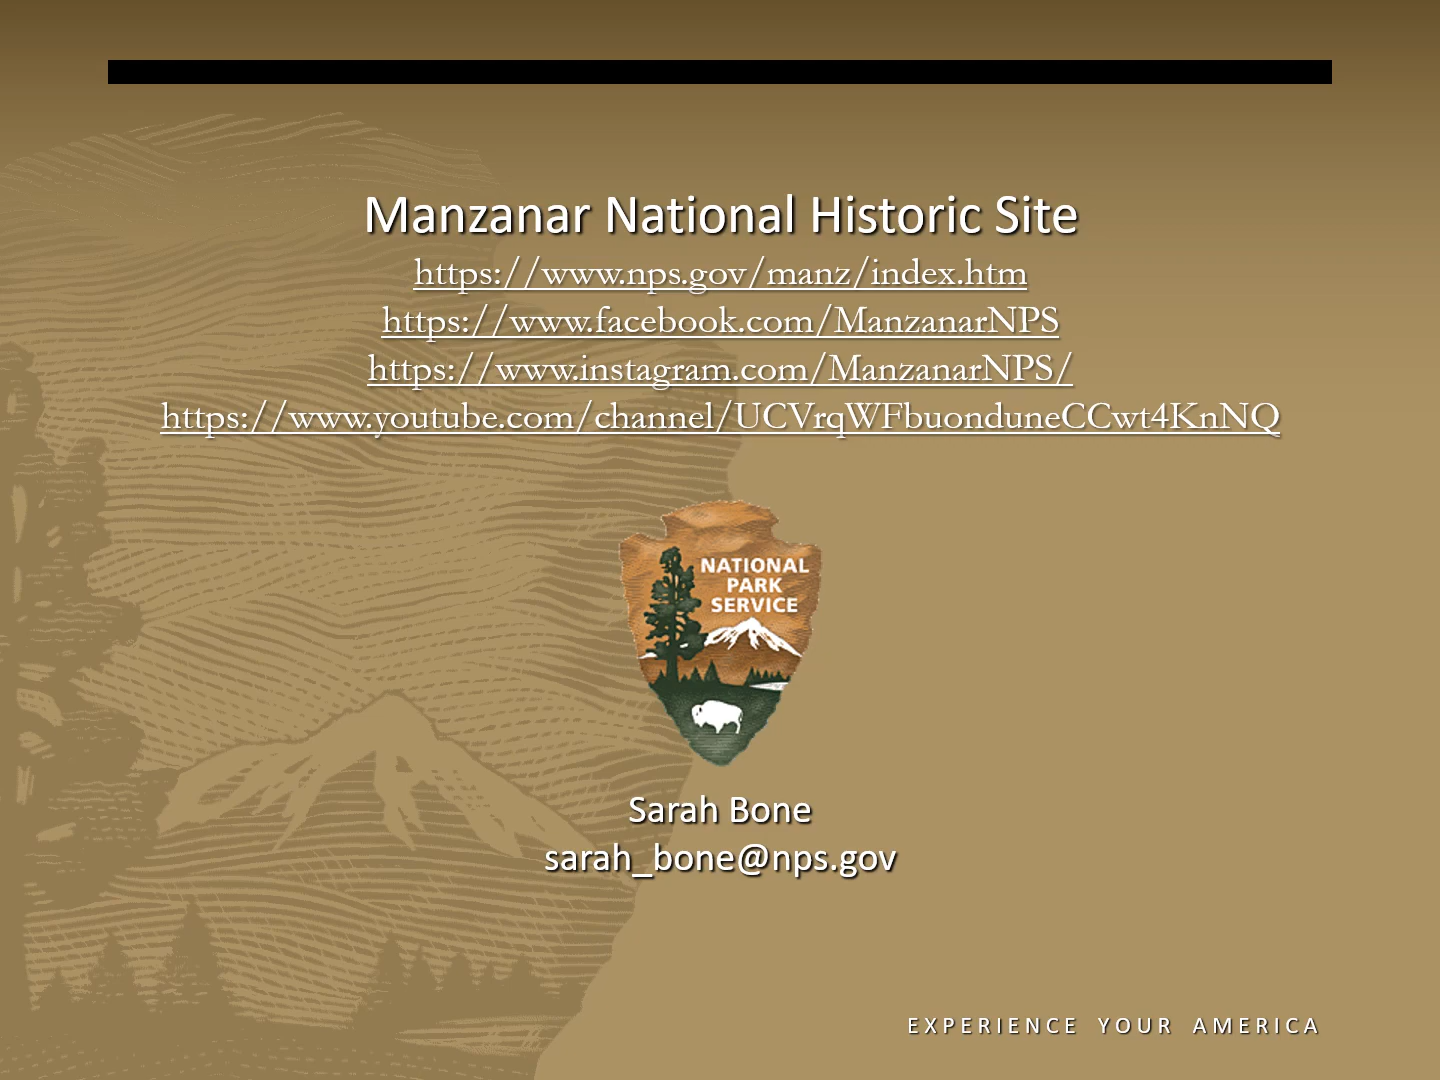 Manzanar National Historic Site
https://www.nps.gov/manz/index.htm
https://www.facebook.com/ManzanarNPS
https://www.instagram.com/ManzanarNPS/
https://www.youtube.com/channel/UCVrqWFbuonduneCCwt4KnNQ
NATIONAL
PARK
SERVICE
Sarah Bone
sarah_bone@nps.gov
EXPERIENCE YOUR AMERICA